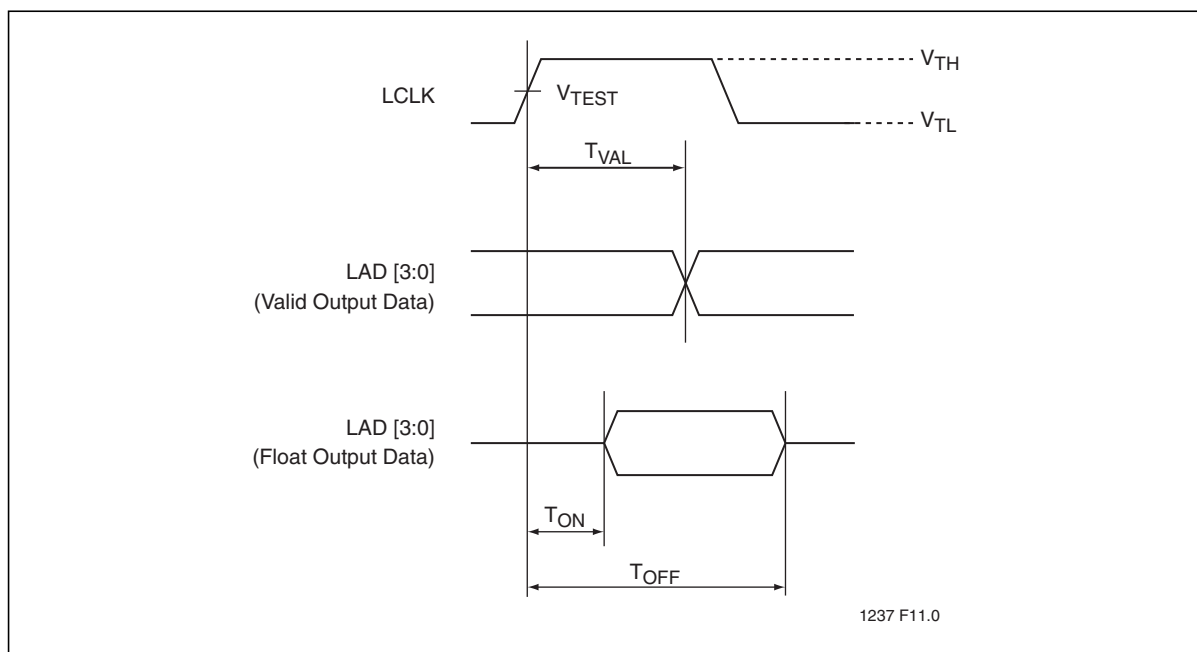 V_TH
LCLK
V_TEST
V_TL
T_VAL
LAD [3:0]
(Valid Output Data)
LAD [3:0]
(Float Output Data)
T_ON
T_OFF
1237 F11.0